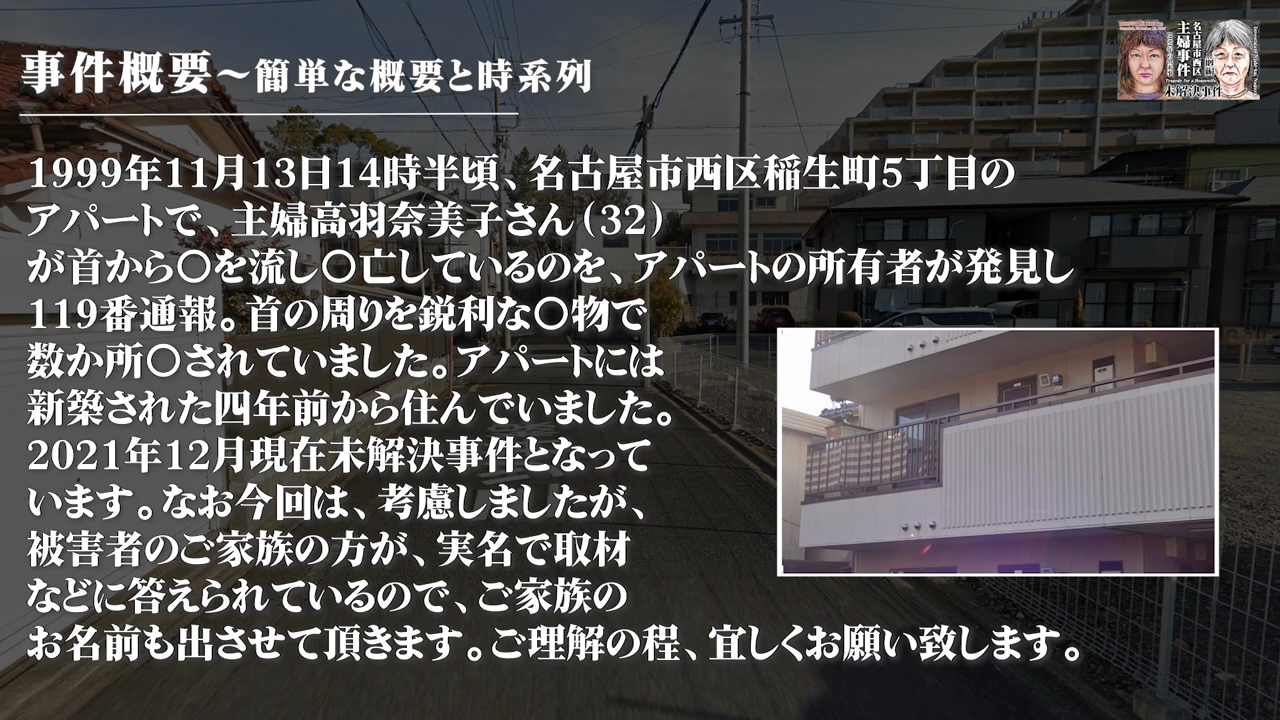 事件概要～簡単な概要と時系列
名古屋市西区
主婦事件
未解決事件
1999年11月13日14時半頃、名古屋市西区稲生町5丁目の
アパートで、主婦高羽奈美子さん（32）
が首から〇を流し〇亡しているのを、アパートの所有者が発見し
119番通報。首の周りを鋭利な〇物で
数か所〇されていました。アパートには
新築された四年前から住んでいました。
2021年12月現在未解決事件となって
います。なお今回は、考慮しましたが、
被害者のご家族の方が、実名で取材
などに答えられているので、ご家族の
お名前も出させて頂きます。ご理解の程、宜しくお願い致します。